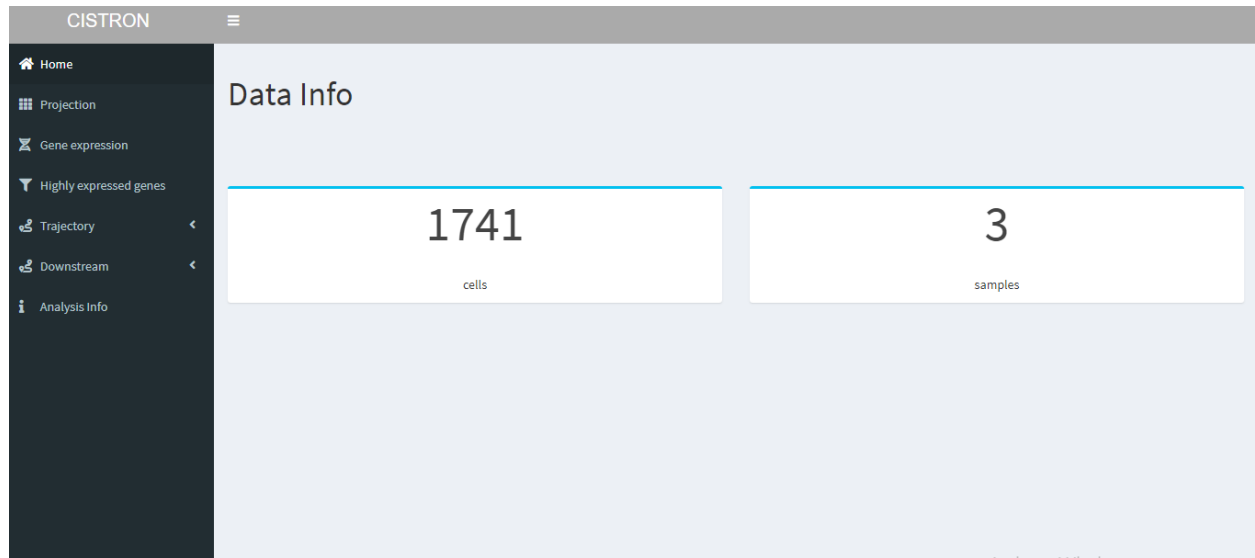 CISTRON
Home
Projection
Gene expression
Highly expressed genes
Trajectory
Downstream
Analysis Info
Data Info
1741
cells
3
samples